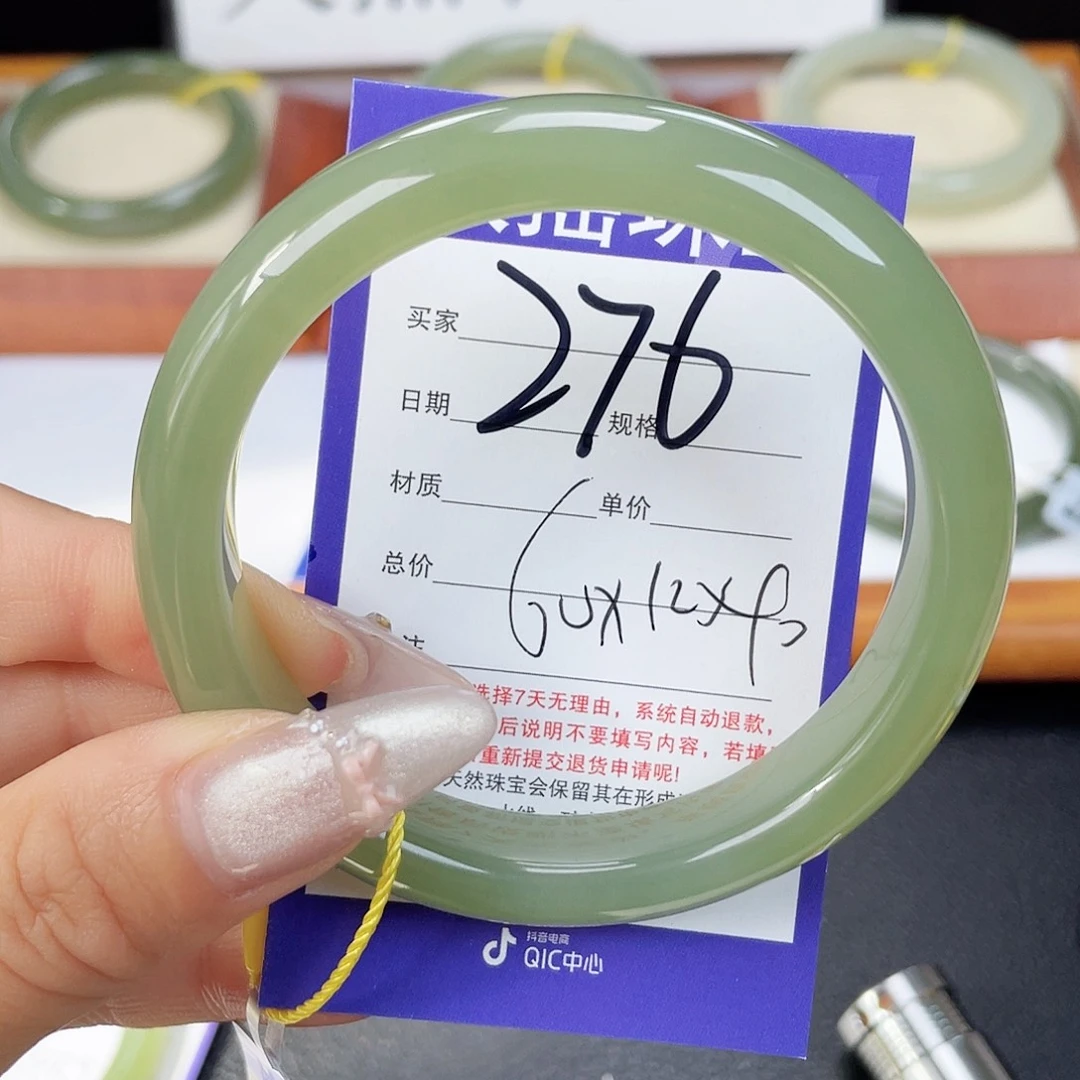 276
买家
日期 规格
材质 单价
总价
选择7天无理由，系统自动退款，
后说明不要填写内容，若填
重新提交退货申请呢!
天然珠宝会保留其在形成
抖音电商
QIC中心